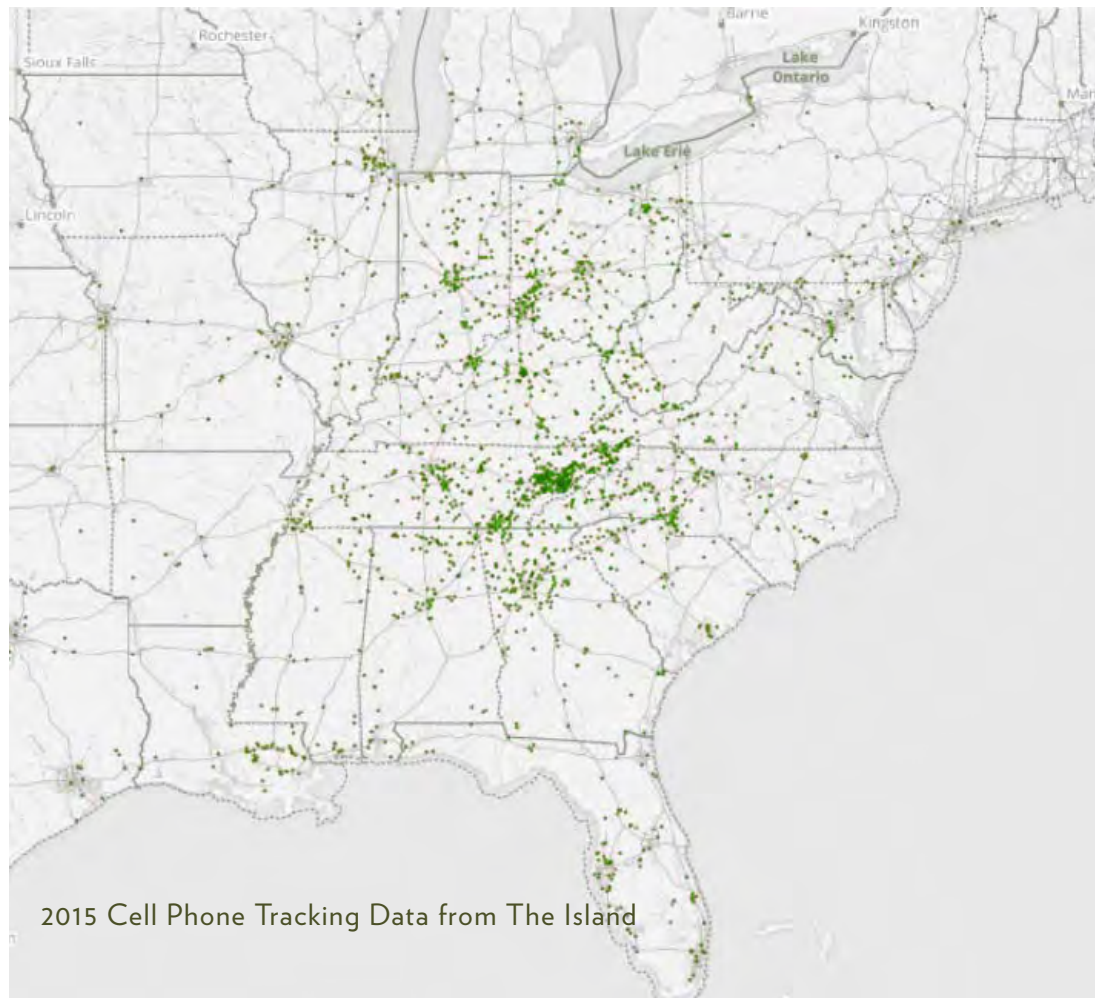 Barrie
Kingston
Rochester
Sioux Falls
Lake
Ontario
Lake Erie
Lincoln
2015 Cell Phone Tracking Data from The Island